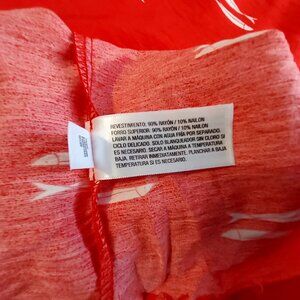 REVESTIMIENTO: 90% RAYÓN / 10% NAILON
FORRO SUPERIOR: 90% RAYÓN / 10% NAILON
LAVAR A MÁQUINA CON AGUA FRÍA POR SEPARADO.
CICLO DELICADO. SOLO BLANQUEADOR SIN CLORO SI
ES NECESARIO. SECAR A MÁQUINA A TEMPERATURA
BAJA. RETIRAR INMEDIATAMENTE. PLANCHAR A BAJA
TEMPERATURA SI ES NECESARIO.